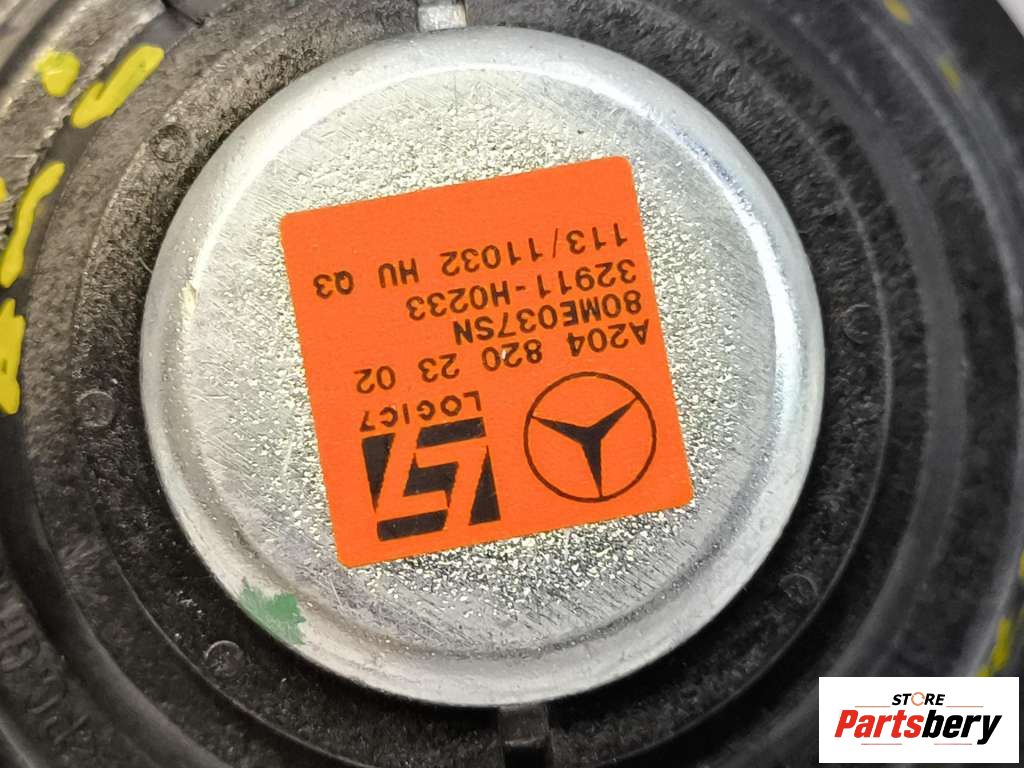 LOGIC7
A204 820 23 02
80ME037SN
32911-H0233
113/11032 HU Q3
STORE
Partsbery